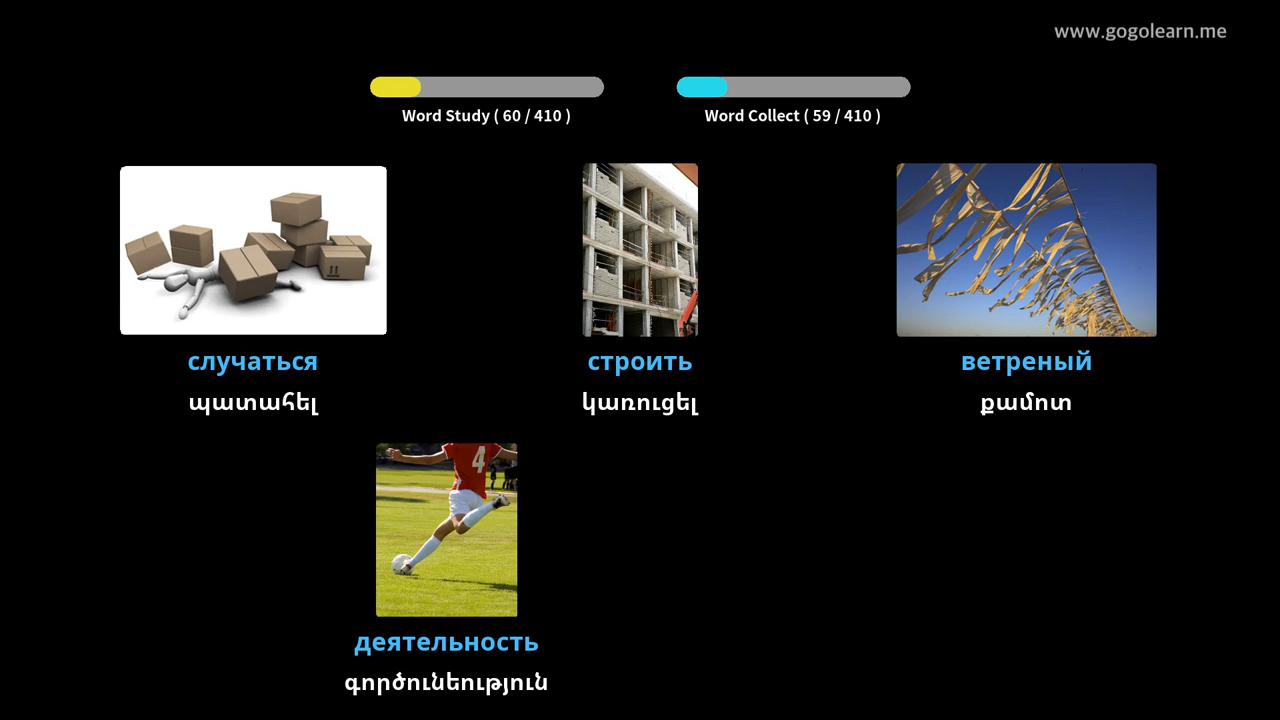 www.gogolearn.me
Word Study ( 60 / 410 )
Word Collect ( 59 / 410 )
случаться
պատահել
строить
կառուցել
ветреный
քամոտ
4
деятельность
գործունեություն